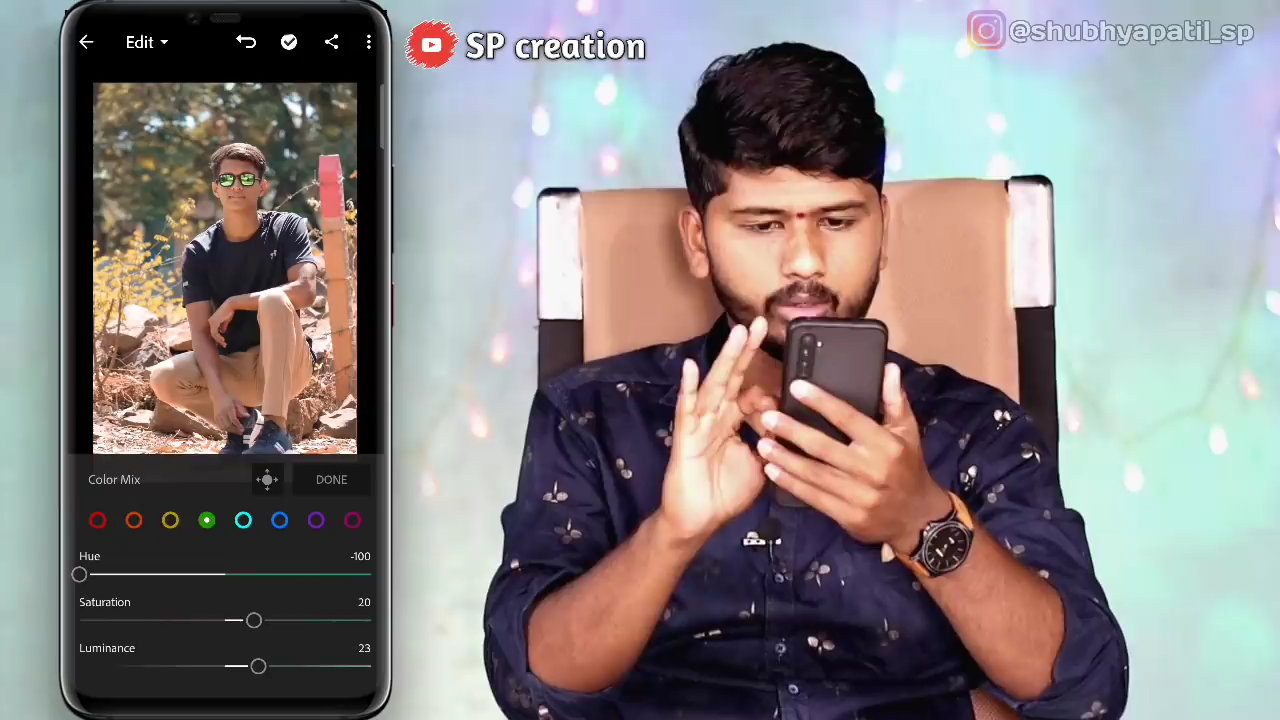 Edit
SP creation
@shubhyapatil_sp
Color Mix
DONE
Hue
-100
Saturation
20
Luminance
23